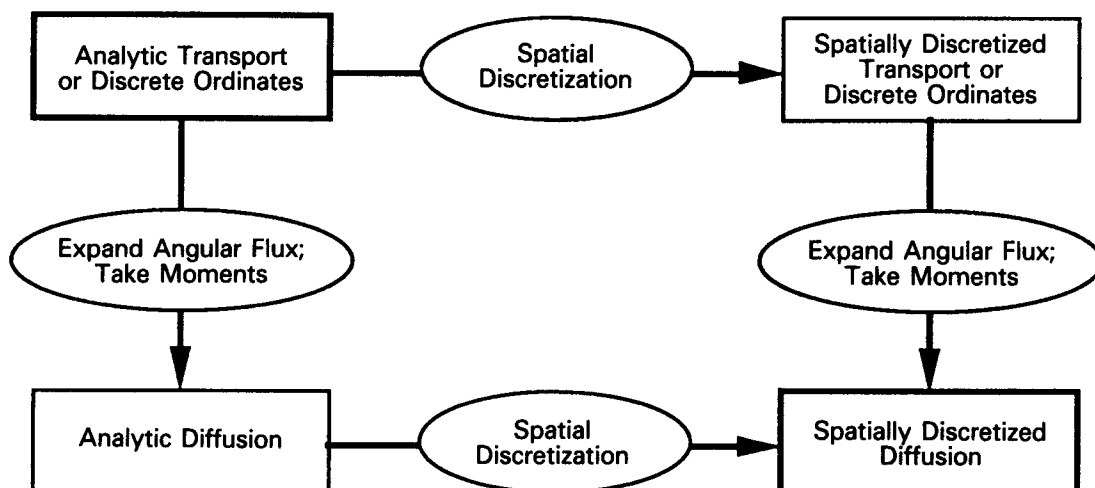 Analytic Transport
or Discrete Ordinates
Spatial
Discretization
Spatially Discretized
Transport or
Discrete Ordinates
Expand Angular Flux;
Take Moments
Expand Angular Flux;
Take Moments
Analytic Diffusion
Spatial
Discretization
Spatially Discretized
Diffusion